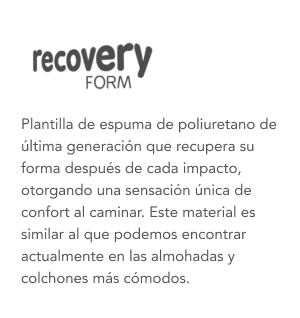 recovery
FORM
Plantilla de espuma de poliuretano de
última generación que recupera su
forma después de cada impacto,
otorgando una sensación única de
confort al caminar. Este material es
similar al que podemos encontrar
actualmente en las almohadas y
colchones más cómodos.